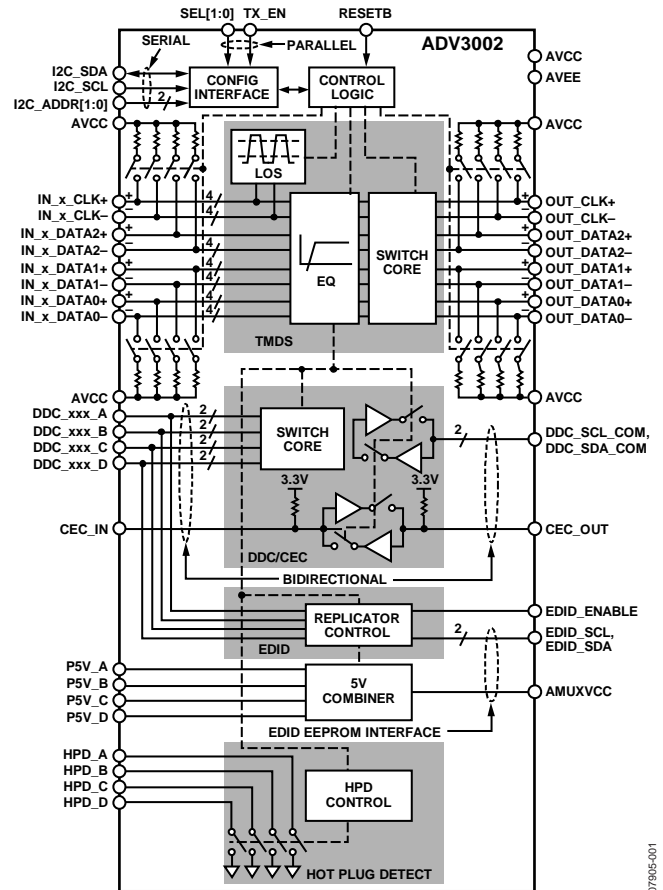 SEL[1:0] TX_EN RESETB
SERIAL
PARALLEL
ADV3002
AVCC
AVEE
I2C_SDA
I2C_SCL
I2C_ADDR[1:0]
2
CONFIG
INTERFACE
CONTROL
LOGIC
AVCC
AVCC
LOS
IN_x_CLK+
IN_x_CLK–
IN_x_DATA2+
IN_x_DATA2–
IN_x_DATA1+
IN_x_DATA1–
IN_x_DATA0+
IN_x_DATA0–
+
–
+
–
+
–
+
–
4
4
4
4
EQ
SWITCH
CORE
TMDS
+
–
+
–
+
–
+
–
OUT_CLK+
OUT_CLK–
OUT_DATA2+
OUT_DATA2–
OUT_DATA1+
OUT_DATA1–
OUT_DATA0+
OUT_DATA0–
AVCC
AVCC
DDC_xxx_A
DDC_xxx_B
DDC_xxx_C
DDC_xxx_D
2
2
2
2
SWITCH
CORE
2
DDC_SCL_COM,
DDC_SDA_COM
3.3V
3.3V
CEC_IN
CEC_OUT
DDC/CEC
BIDIRECTIONAL
REPLICATOR
CONTROL
EDID
EDID_ENABLE
2
EDID_SCL,
EDID_SDA
P5V_A
P5V_B
P5V_C
P5V_D
5V
COMBINER
AMUXVCC
EDID EEPROM INTERFACE
HPD_A
HPD_B
HPD_C
HPD_D
HPD
CONTROL
HOT PLUG DETECT